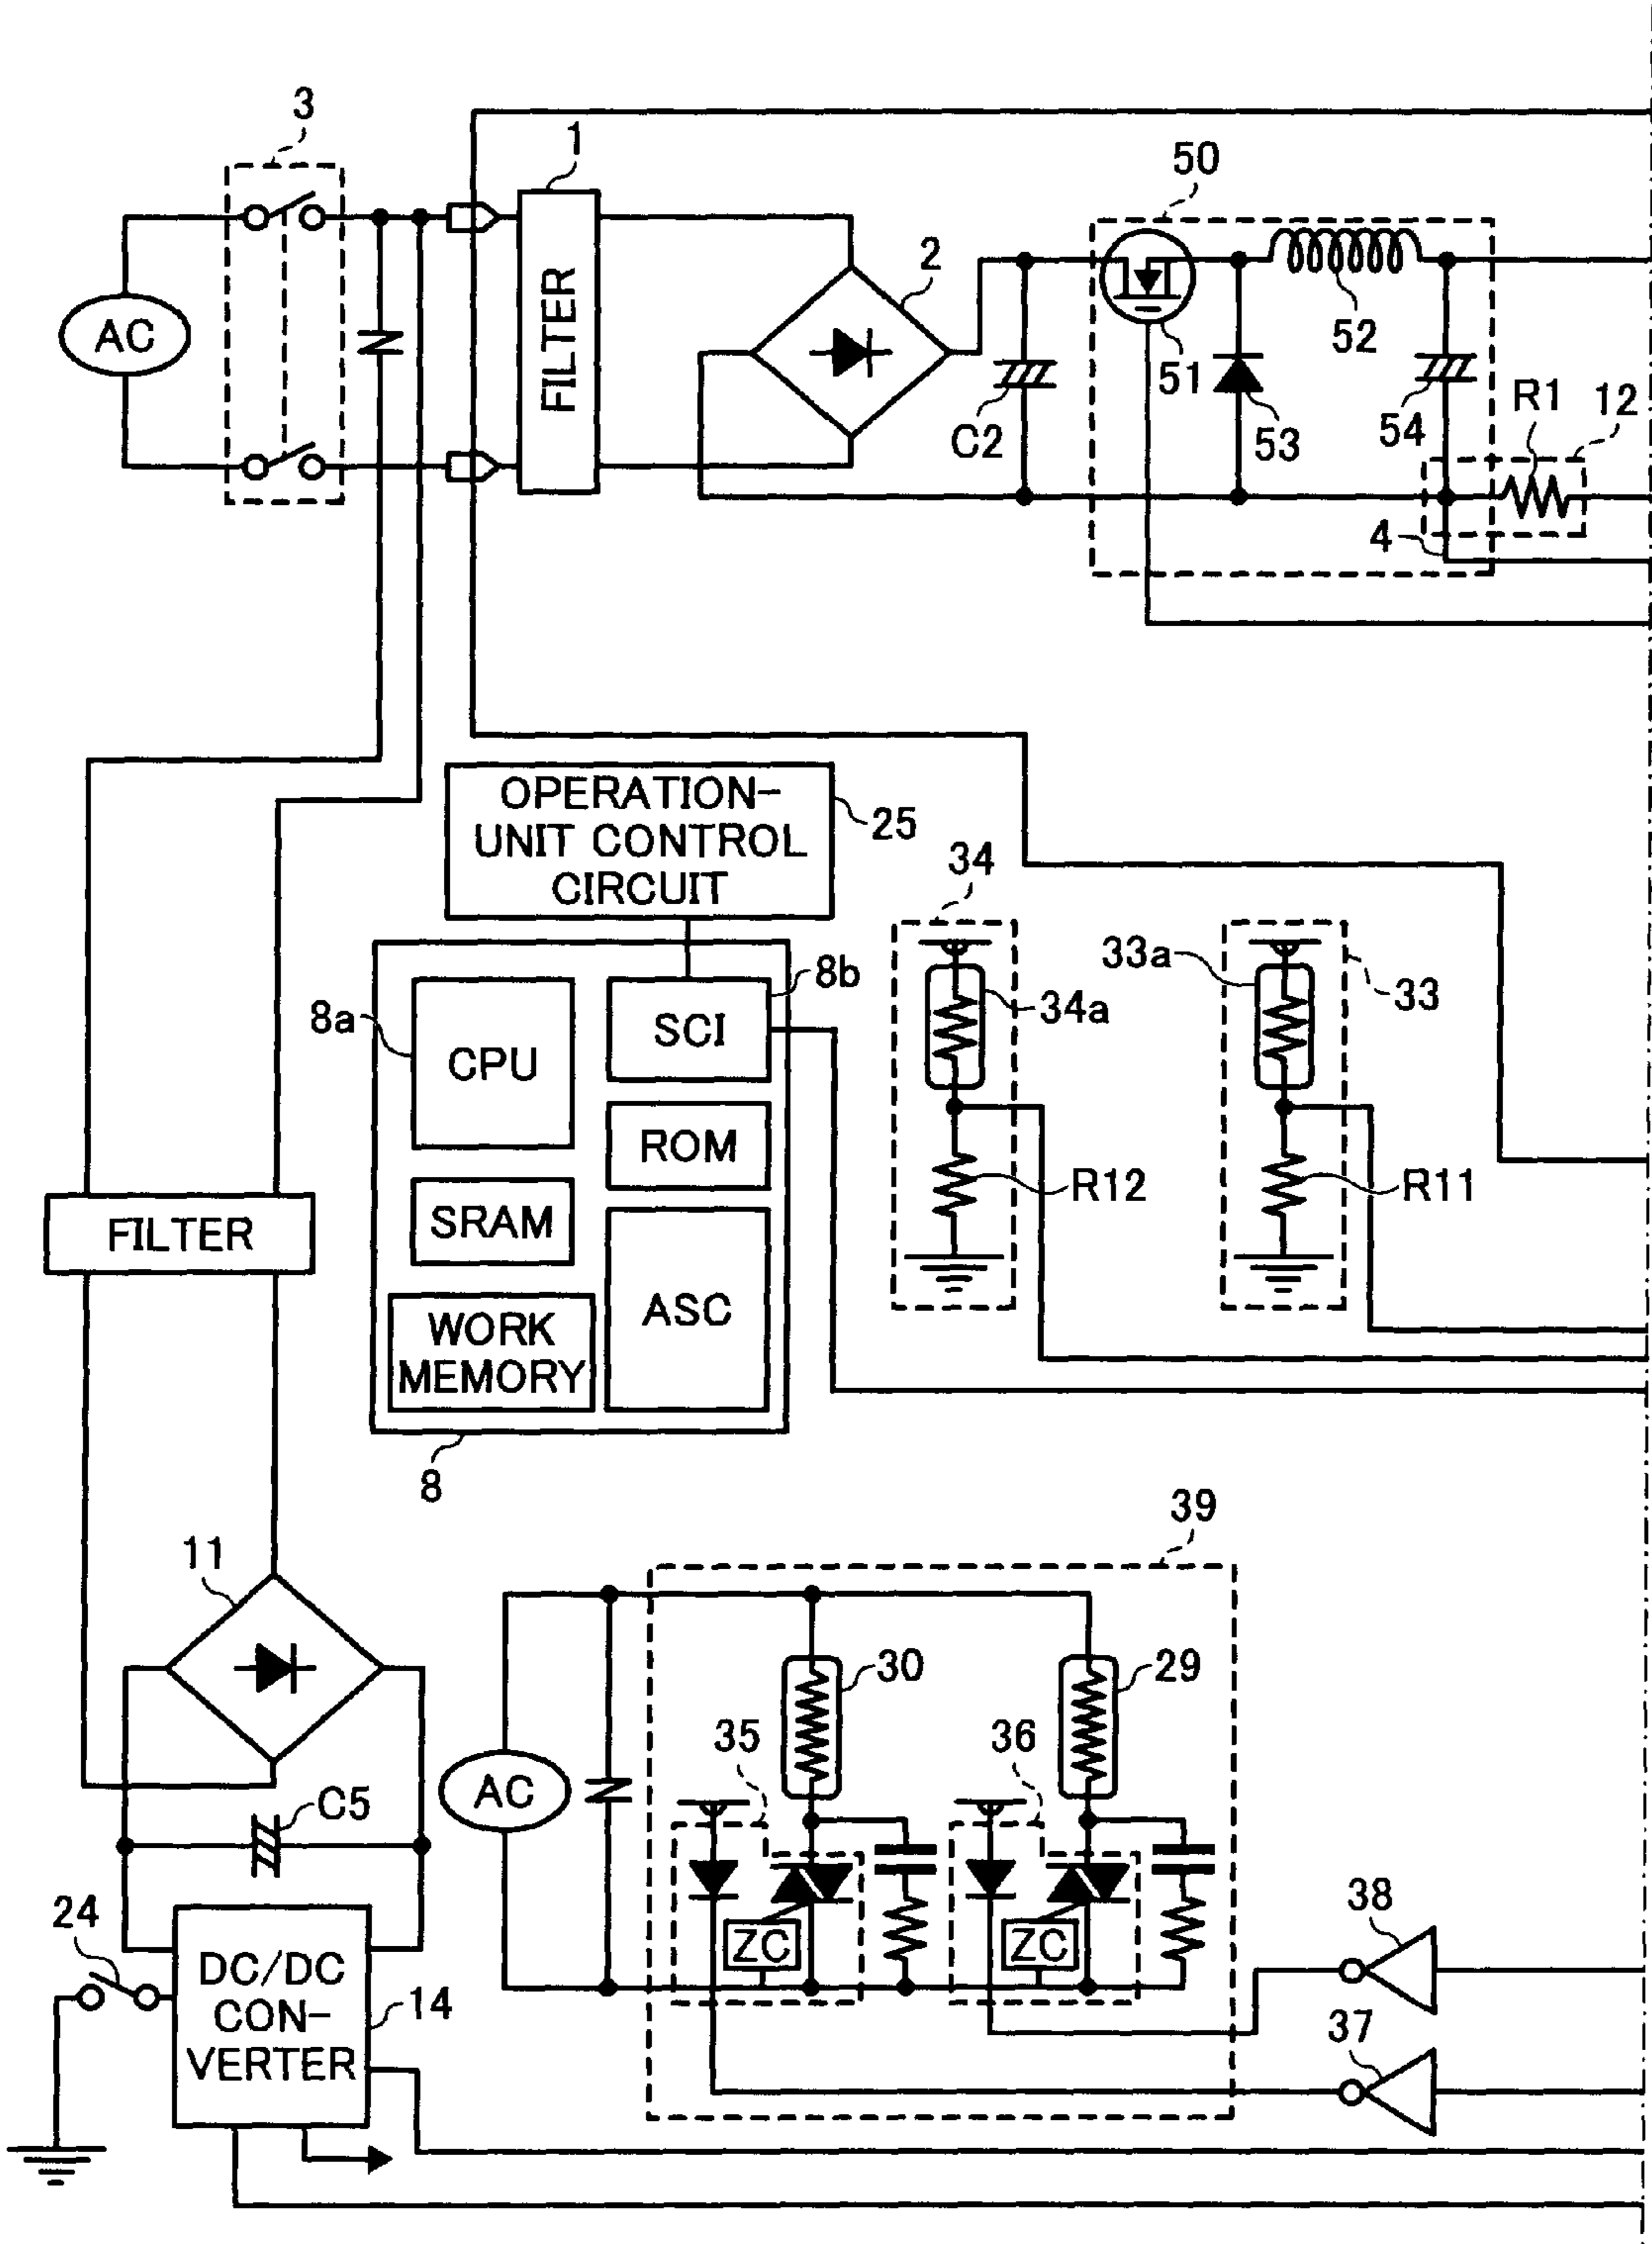 3
1
50
2
AC
FILTER
51
52
53
C2
54
R1
12
4
OPERATION-
UNIT CONTROL
CIRCUIT
25
34
33a
33
8b
8a
34a
CPU
SCI
ROM
R12
R11
SRAM
FILTER
ASC
WORK
MEMORY
8
39
11
30
29
35
36
AC
C5
38
24
ZC
ZC
DC/DC
CON-
VERTER
14
37